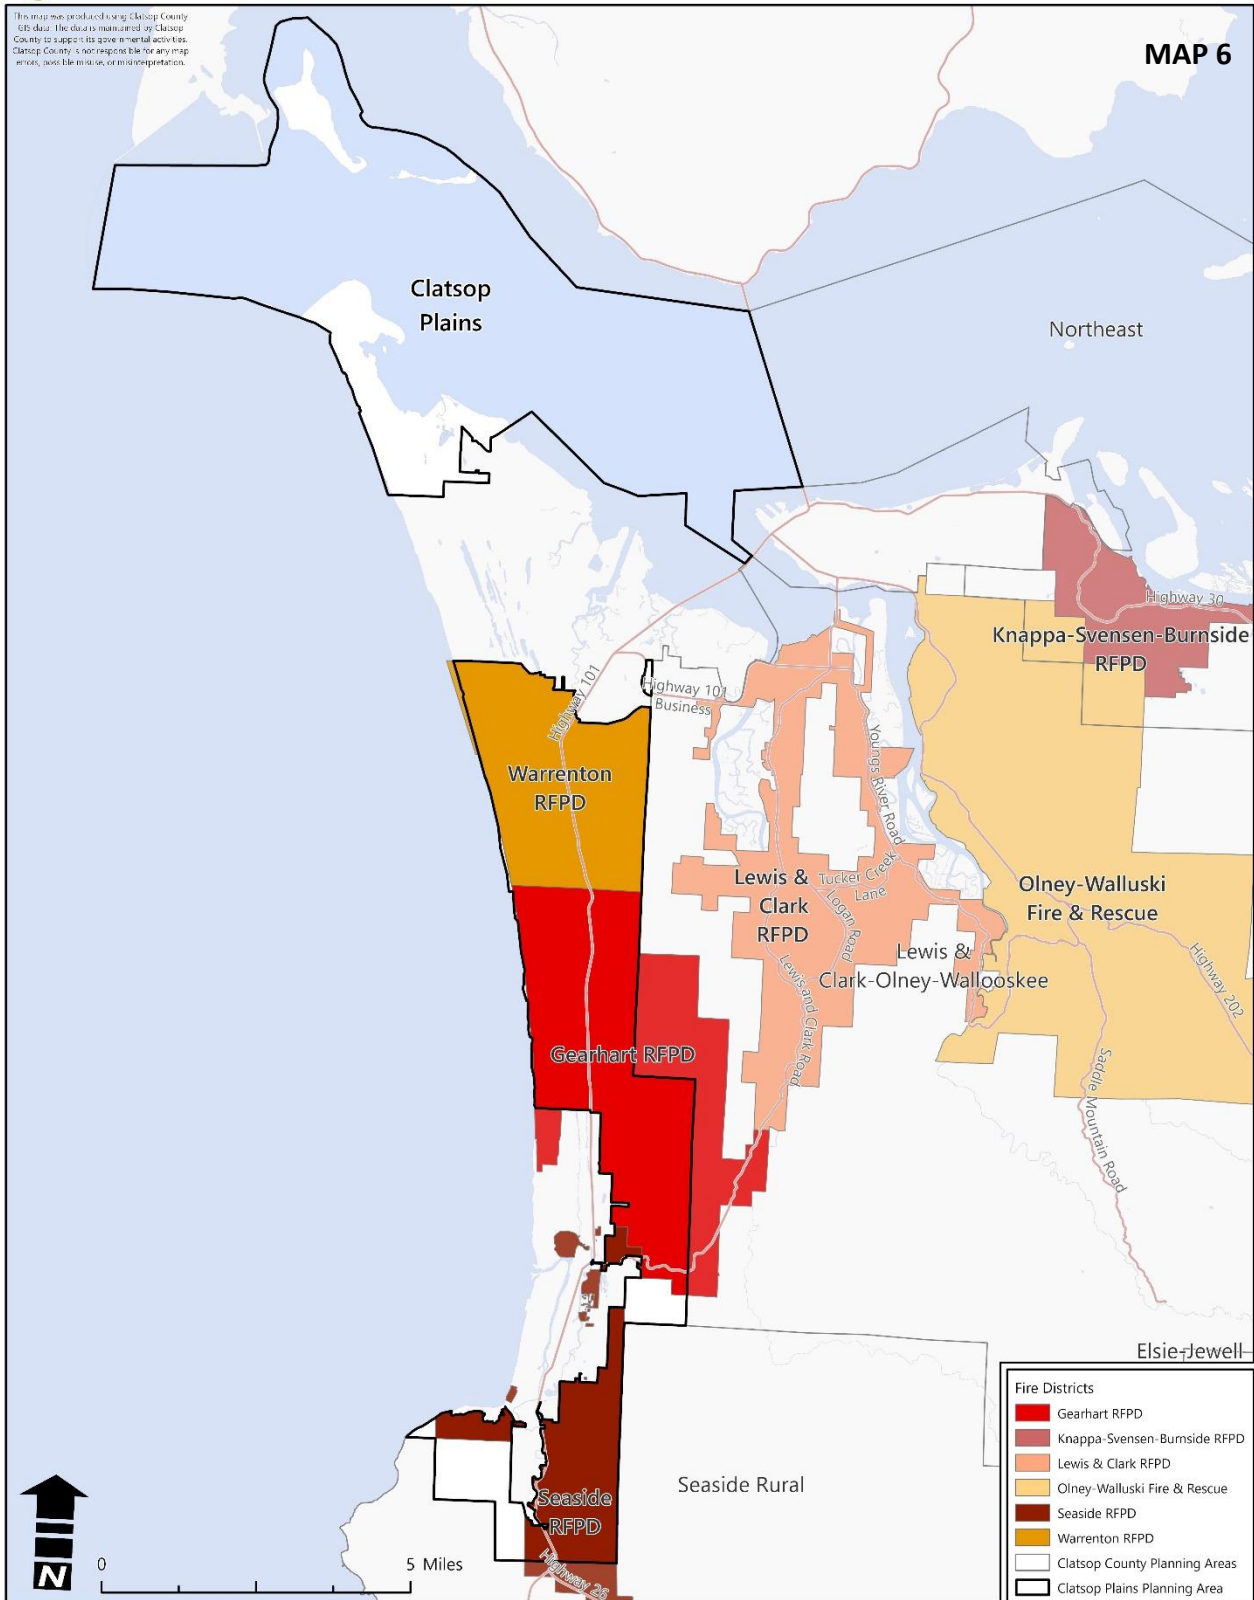 This map was produced using Clatsop County
GIS data. The data is maintained by Clatsop
County to support its governmental activities.
Clatsop County is not responsible for any map
errors, possible misuse, or misinterpretation.
MAP 6
Clatsop
Plains
Northeast
Highway 30
Knappa-Svensen-Burnside
RFPD
Highway 101
Highway 101
Business
Warrenton
RFPD
Youngs River Road
Tucker Creek
Lane
Logan Road
Lewis &
Clark
RFPD
Olney-Walluski
Fire & Rescue
Lewis &
Clark-Olney-Wallooskee
Highway 202
Lewis and Clark Road
Gearhart RFPD
Saddle Mountain Road
Elsie-Jewell
Seaside Rural
Seaside
RFPD
Highway 26
N
0
5 Miles
Fire Districts
Gearhart RFPD
Knappa-Svensen-Burnside RFPD
Lewis & Clark RFPD
Olney-Walluski Fire & Rescue
Seaside RFPD
Warrenton RFPD
Clatsop County Planning Areas
Clatsop Plains Planning Area